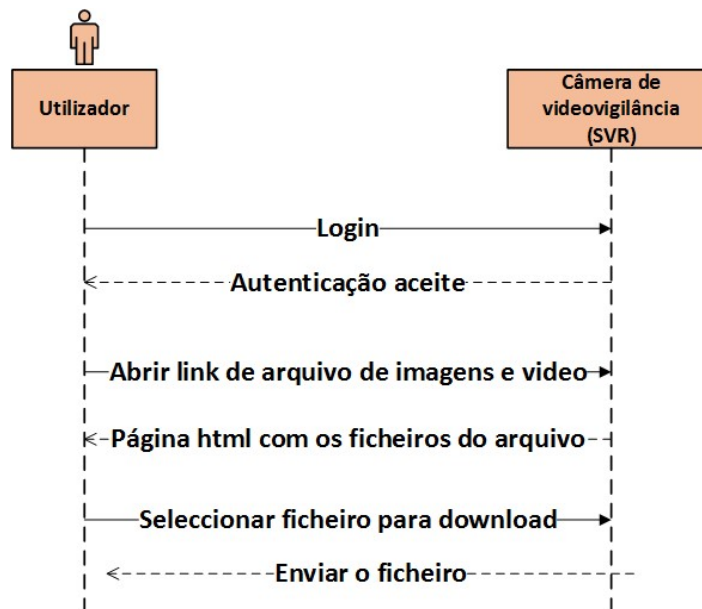 Utilizador
Câmera de
videovigilância
(SVR)
Login
Autenticação aceite
Abrir link de arquivo de imagens e video
Página html com os ficheiros do arquivo
Seleccionar ficheiro para download
Enviar o ficheiro